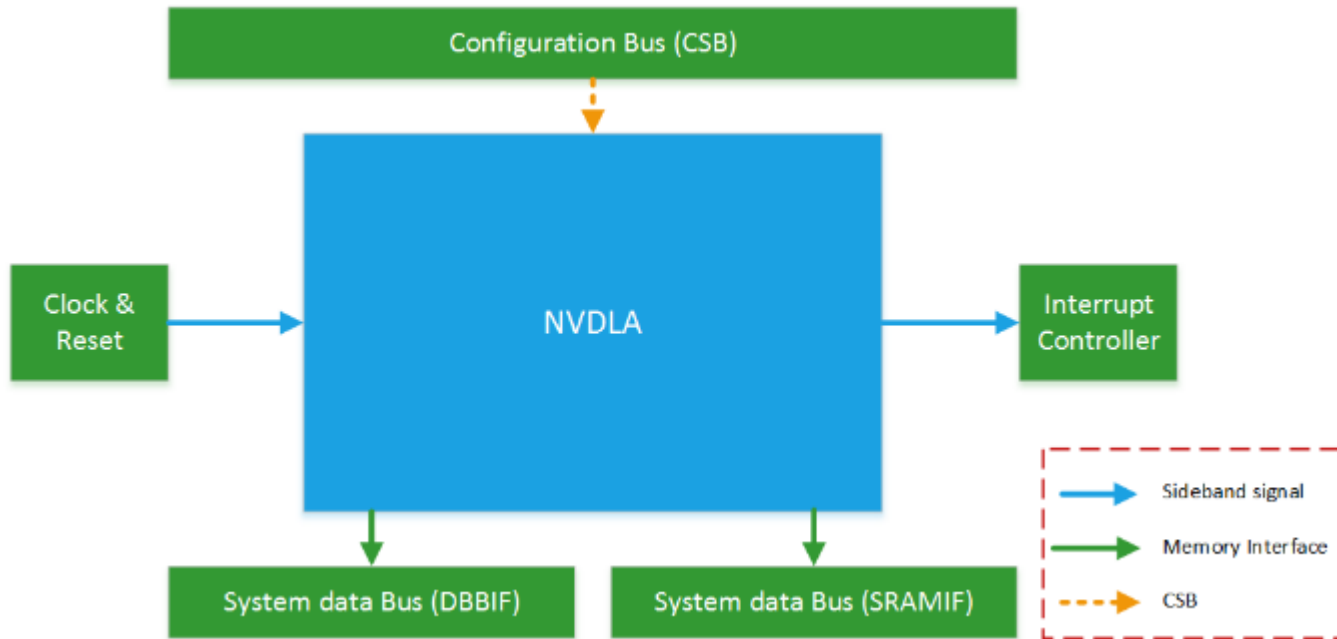 Configuration Bus (CSB)
Clock &
Reset
NVDLA
Interrupt
Controller
System data Bus (DBBIF)
System data Bus (SRAMIF)
Sideband signal
Memory Interface
CSB